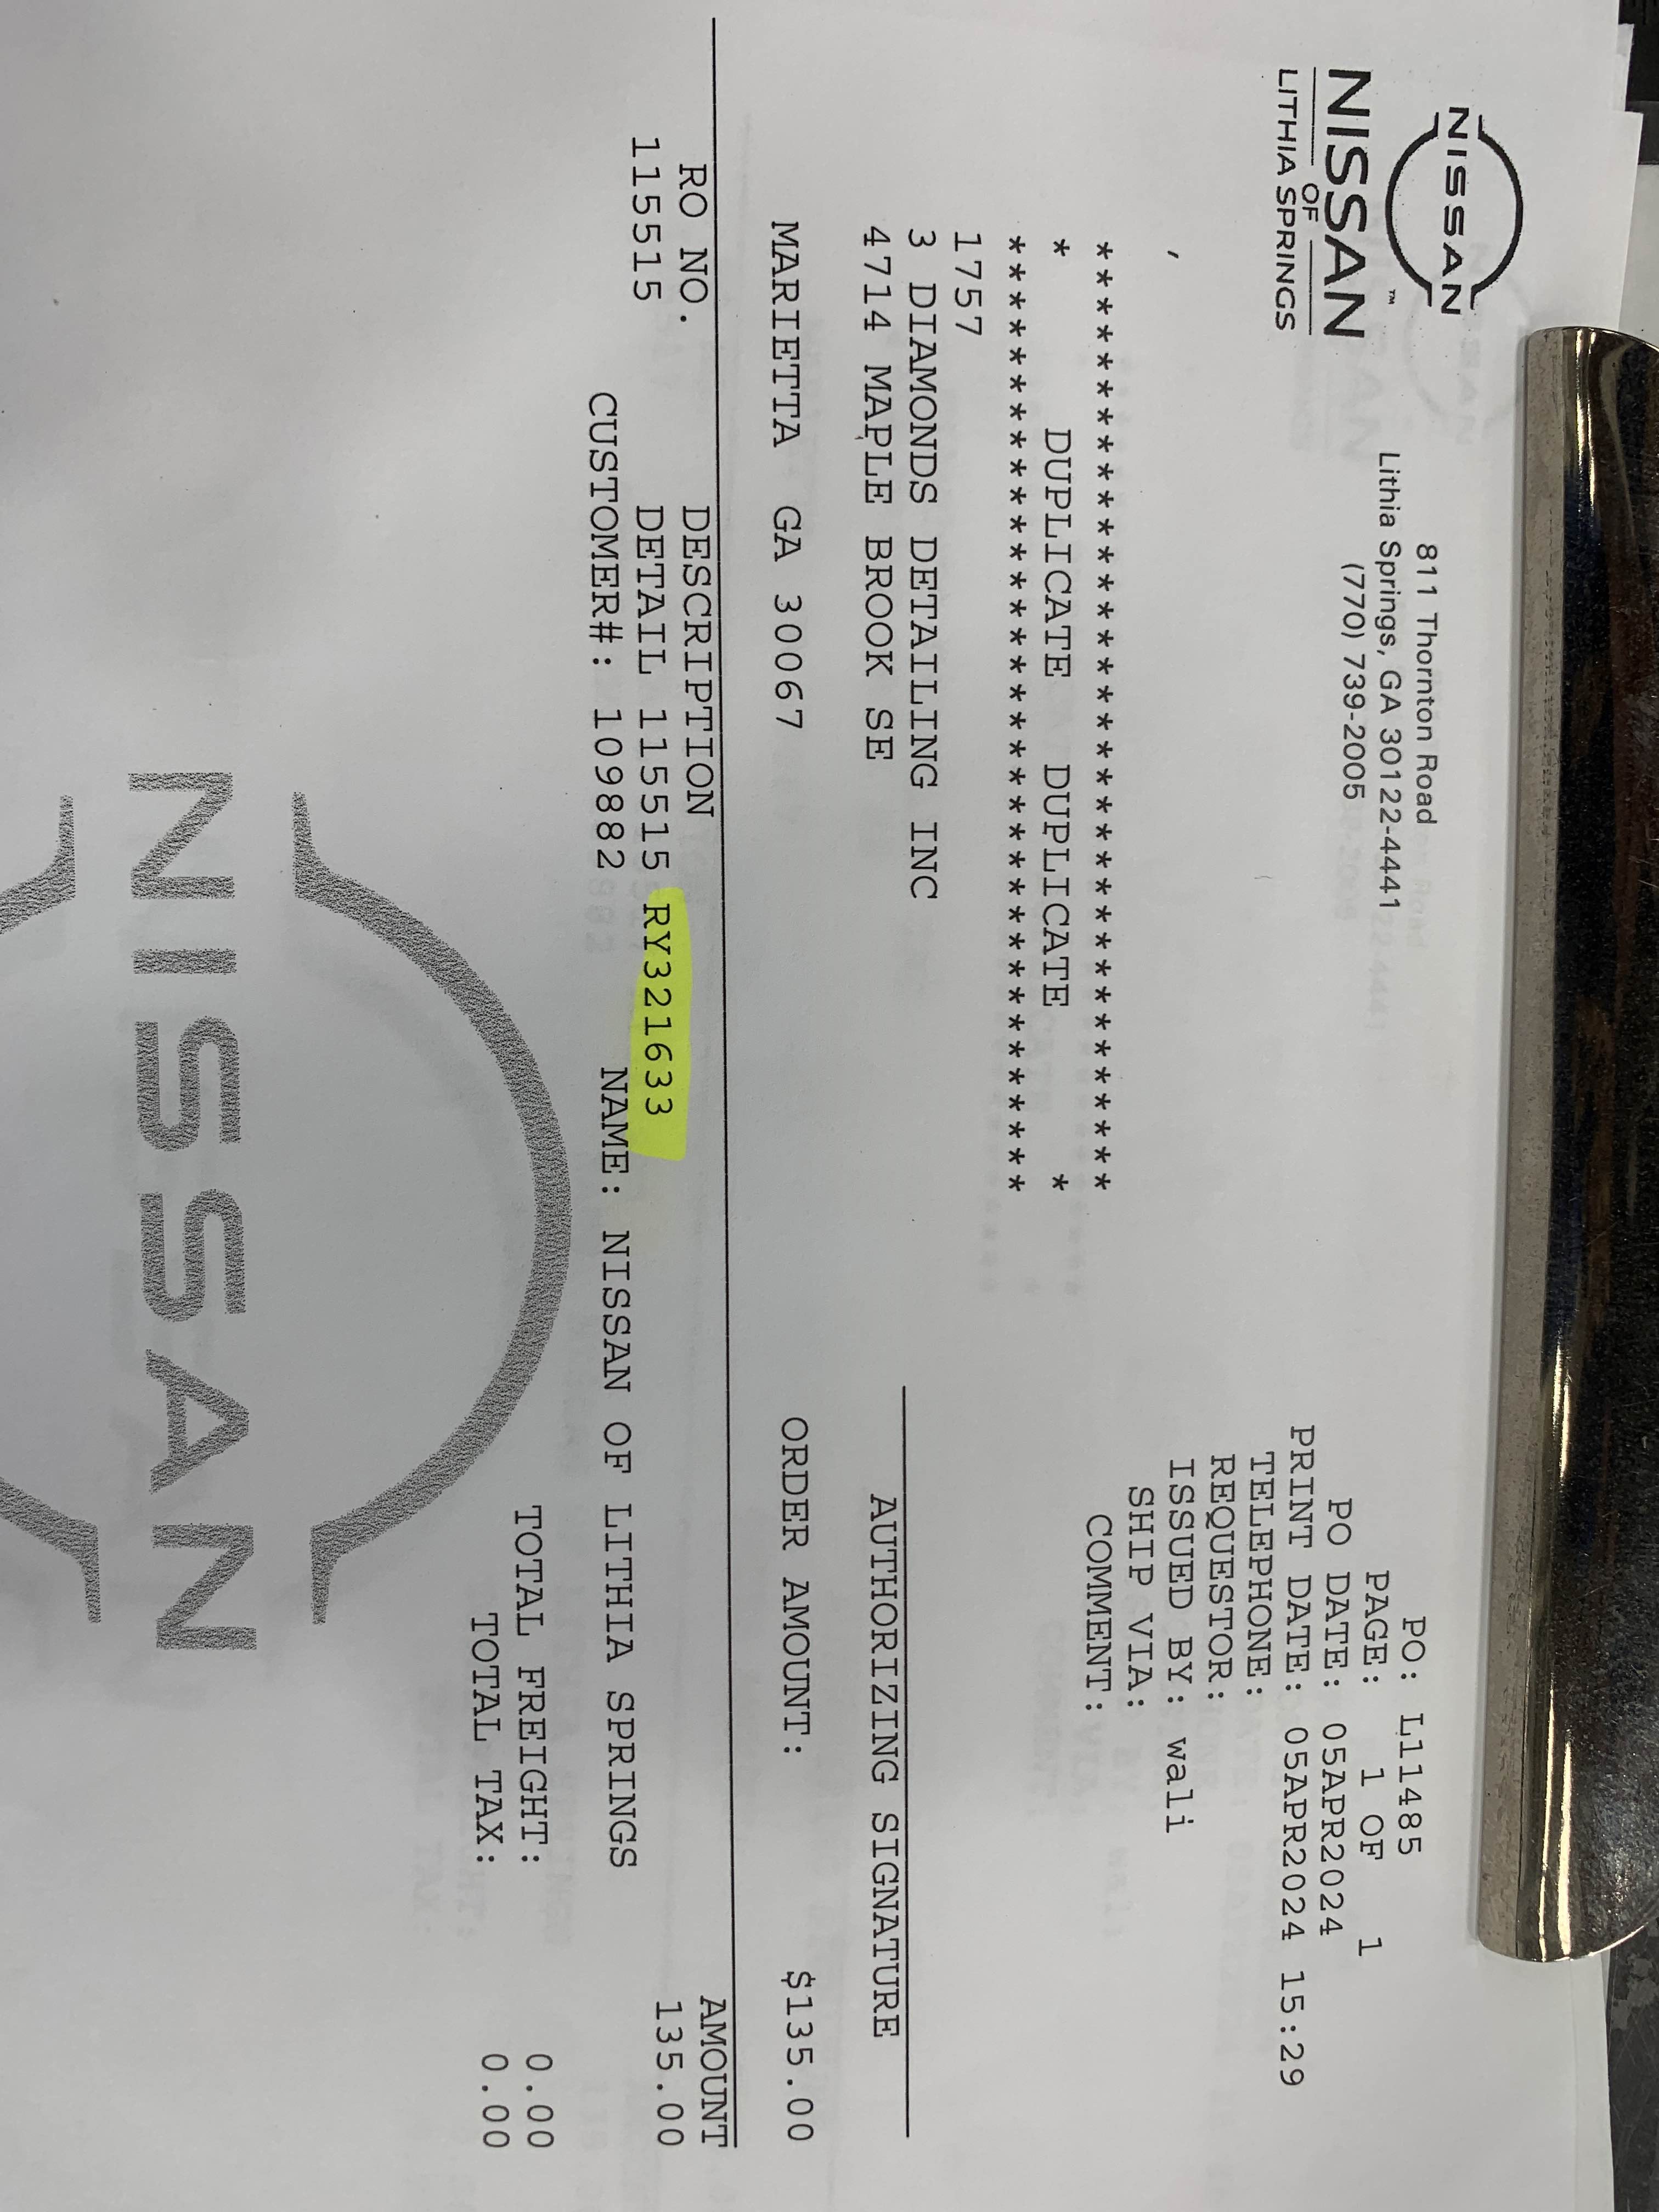 NISSAN
NISSAN
OF
LITHIA SPRINGS
811 Thornton Road
Lithia Springs, GA 30122-4441
(770) 739-2005
PO: L11485
PAGE: 1 OF 1
PO DATE: 05APR2024
PRINT DATE: 05APR2024 15:29
TELEPHONE:
REQUESTOR:
ISSUED BY: wali
SHIP VIA:
COMMENT:
,
**********************************
* DUPLICATE DUPLICATE *
**********************************
1757
3 DIAMONDS DETAILING INC
4714 MAPLE BROOK SE
MARIETTA GA 30067
AUTHORIZING SIGNATURE
ORDER AMOUNT: $135.00
RO NO. DESCRIPTION AMOUNT
115515 DETAIL 115515 RY321633 135.00
CUSTOMER#: 109882 NAME: NISSAN OF LITHIA SPRINGS
TOTAL FREIGHT: 0.00
TOTAL TAX: 0.00
NISSAN